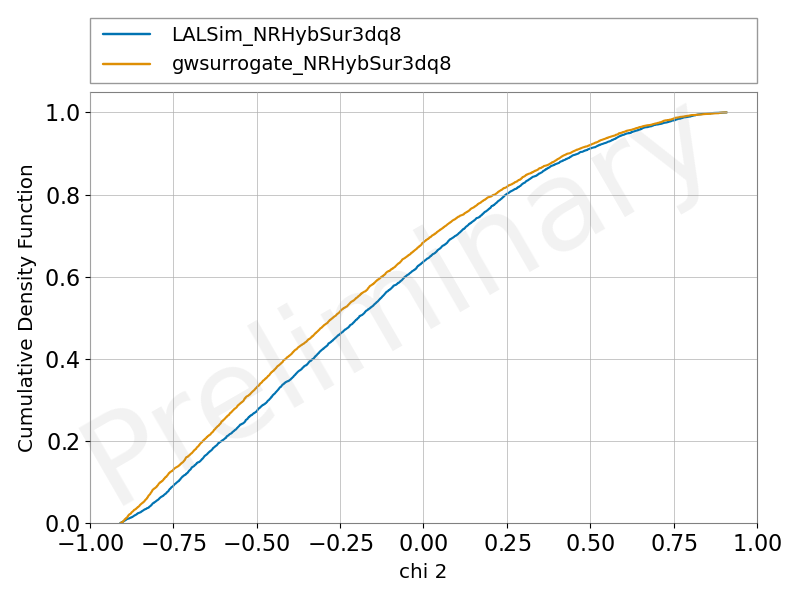 LALSim_NRHybSur3dq8
gwsurrogate_NRHybSur3dq8
1.0
0.8
0.6
0.4
0.2
0.0
Cumulative Density Function
Preliminary
−1.00 −0.75 −0.50 −0.25 0.00 0.25 0.50 0.75 1.00
chi 2